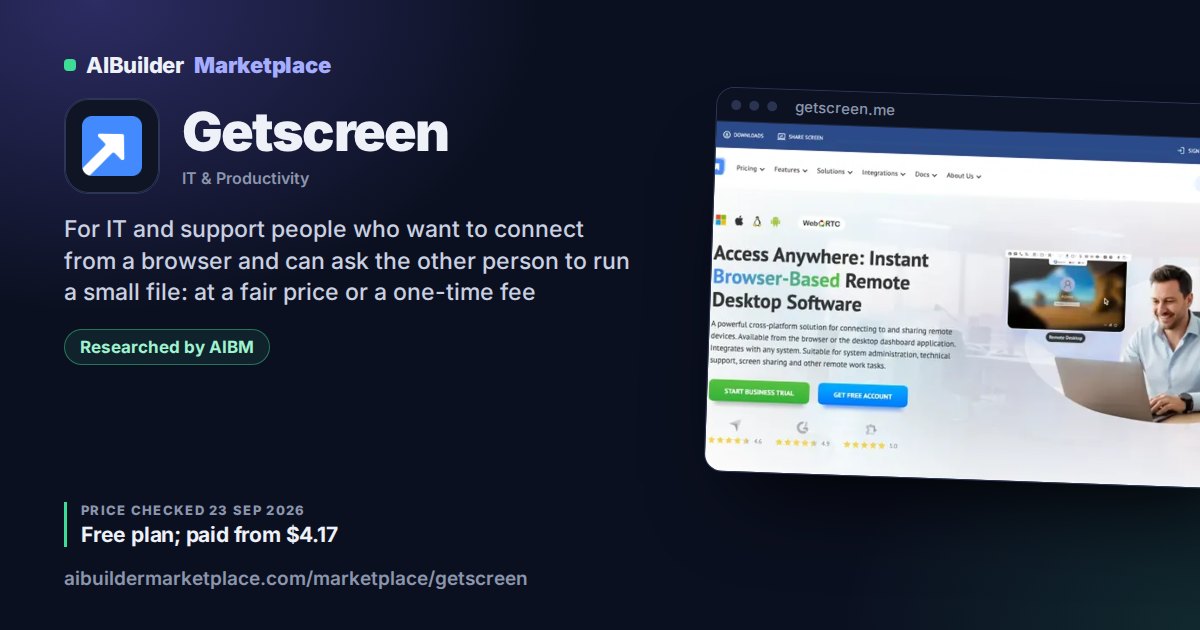 AIBuilder Marketplace
Getscreen
IT & Productivity
For IT and support people who want to connect
from a browser and can ask the other person to run
a small file: at a fair price or a one-time fee
Researched by AIBM
PRICE CHECKED 23 SEP 2026
Free plan; paid from $4.17
aibuildermarketplace.com/marketplace/getscreen
getscreen.me
DOWNLOADS SHARE SCREEN SIGN
Pricing Features Solutions Integrations Docs About Us
WebRTC
Access Anywhere: Instant
Browser-Based Remote
Desktop Software
A powerful cross-platform solution for connecting to and sharing remote
devices. Available from the browser or the desktop dashboard application.
Integrates with any system. Suitable for system administration, technical
support, screen sharing and other remote work tasks.
START BUSINESS TRIAL GET FREE ACCOUNT
Remote Desktop
4.6 4.9 5.0